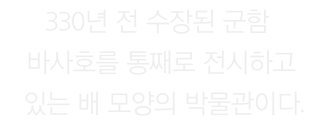 330년 전 수장된 군함
바사호를 통째로 전시하고
있는 배 모양의 박물관이다.